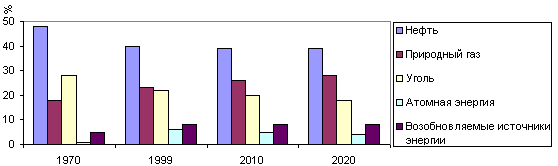 %
50
40
30
20
10
0
1970 1999 2010 2020
Нефть
Природный газ
Уголь
Атомная энергия
Возобновляемые источники
энергии